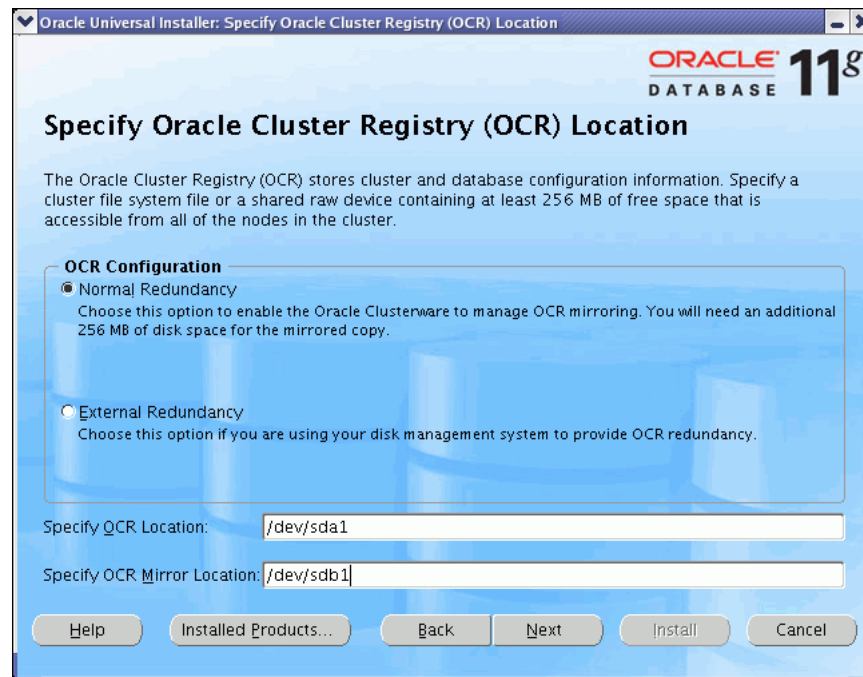 Oracle Universal Installer: Specify Oracle Cluster Registry (OCR) Location
ORACLE
DATABASE 11g
Specify Oracle Cluster Registry (OCR) Location
The Oracle Cluster Registry (OCR) stores cluster and database configuration information. Specify a
cluster file system file or a shared raw device containing at least 256 MB of free space that is
accessible from all of the nodes in the cluster.
OCR Configuration
Normal Redundancy
Choose this option to enable the Oracle Clusterware to manage OCR mirroring. You will need an additional
256 MB of disk space for the mirrored copy.
External Redundancy
Choose this option if you are using your disk management system to provide OCR redundancy.
Specify OCR Location: /dev/sda1
Specify OCR Mirror Location: /dev/sdb1
Help Installed Products... Back Next Install Cancel